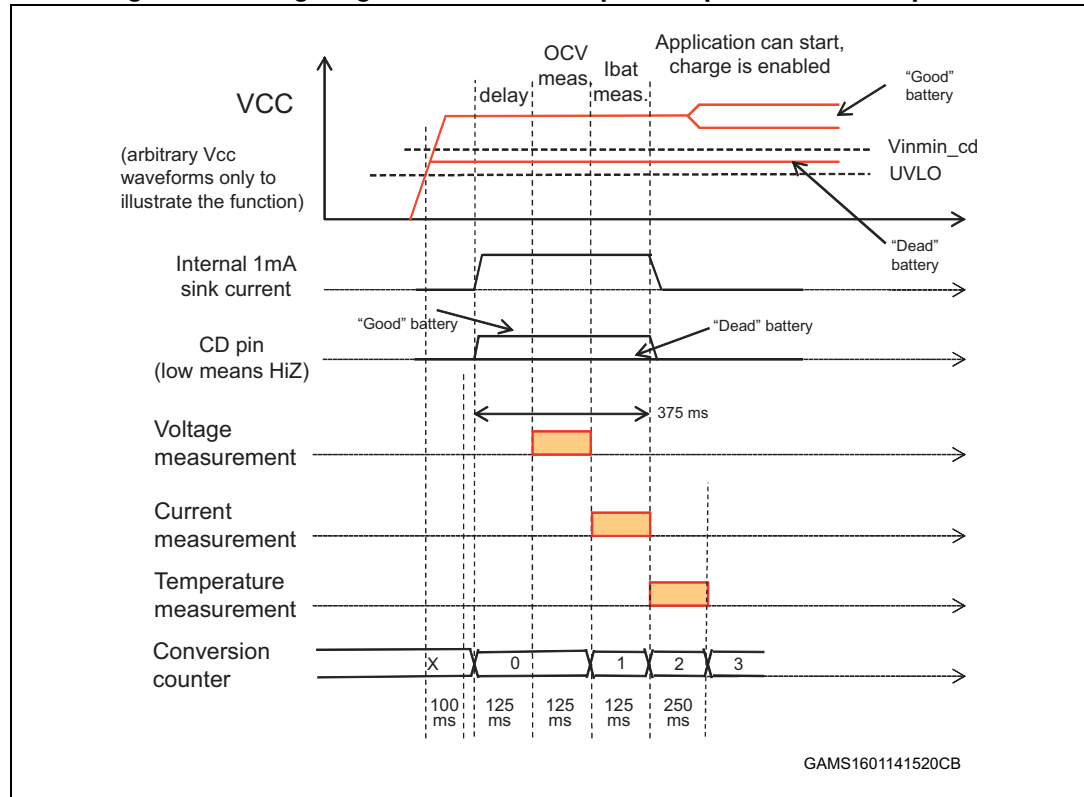 OCV
meas.
Ibat
meas.
Application can start,
charge is enabled
delay
"Good"
battery
VCC
Vinmin_cd
UVLO
(arbitrary Vcc
waveforms only to
illustrate the function)
"Dead"
battery
Internal 1mA
sink current
"Good" battery
"Dead" battery
CD pin
(low means HiZ)
375 ms
Voltage
measurement
Current
measurement
Temperature
measurement
Conversion
counter
X 0 1 2 3
100 125 125 125 250
ms ms ms ms ms
GAMS1601141520CB